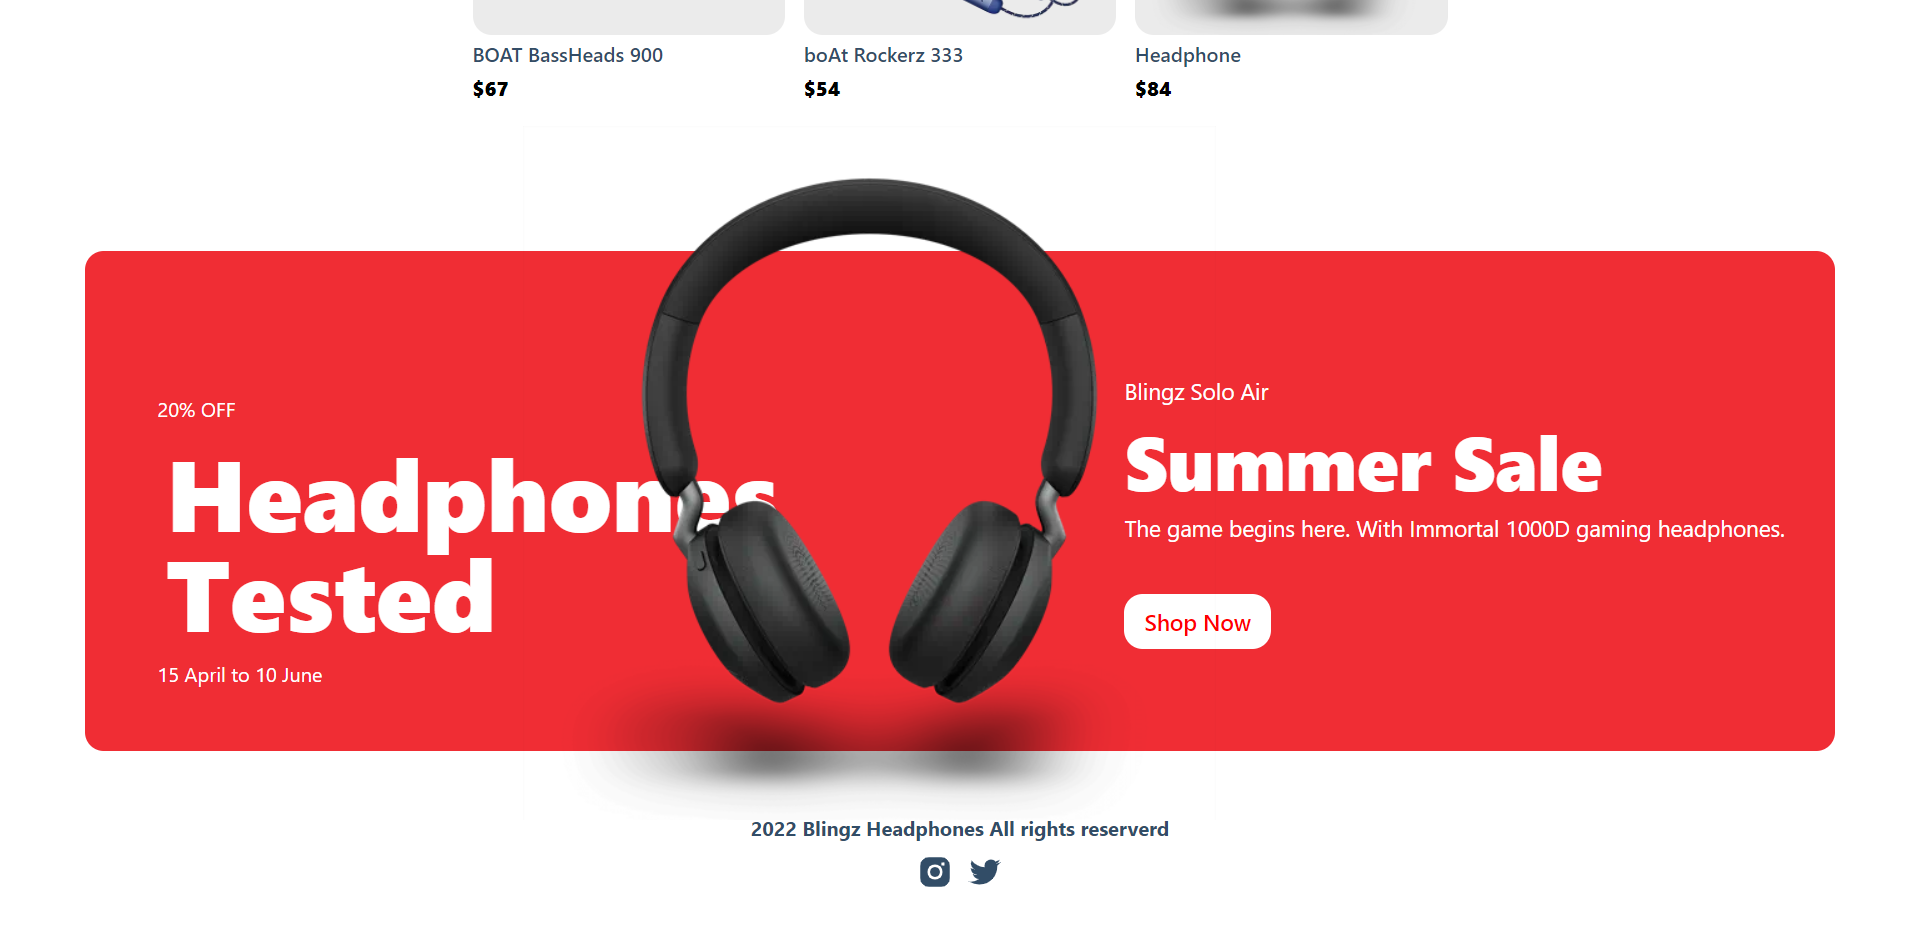 BOAT BassHeads 900
$67
boAt Rockerz 333
$54
Headphone
$84
20% OFF
Headphones
Tested
15 April to 10 June
Blingz Solo Air
Summer Sale
The game begins here. With Immortal 1000D gaming headphones.
Shop Now
2022 Blingz Headphones All rights reserverd